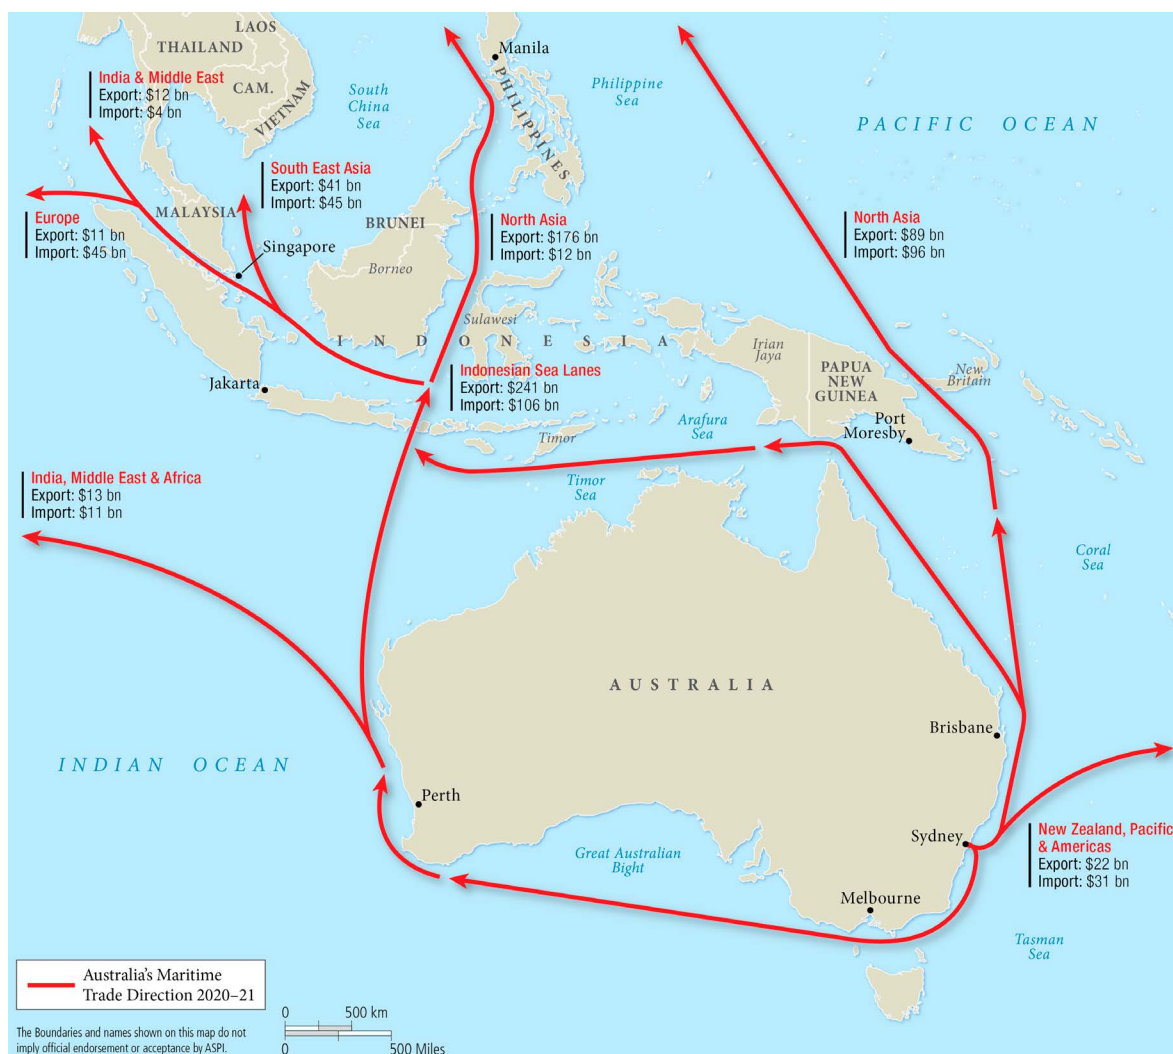 LAOS
THAILAND
CAM.
VIETNAM
Manila
PHILIPPINES
South
China
Sea
Philippine
Sea
PACIFIC OCEAN
India & Middle East
Export: $12 bn
Import: $4 bn
South East Asia
Export: $41 bn
Import: $45 bn
Europe
Export: $11 bn
Import: $45 bn
MALAYSIA
Singapore
BRUNEI
Borneo
North Asia
Export: $176 bn
Import: $12 bn
North Asia
Export: $89 bn
Import: $96 bn
Sulawesi
INDONESIA
Irian
Jaya
PAPUA
NEW
GUINEA
New
Britain
Jakarta
Indonesian Sea Lanes
Export: $241 bn
Import: $106 bn
Timor
Arafura
Sea
Port
Moresby
Timor
Sea
India, Middle East & Africa
Export: $13 bn
Import: $11 bn
Coral
Sea
AUSTRALIA
Brisbane
INDIAN OCEAN
Perth
Great Australian
Bight
Sydney
Melbourne
New Zealand, Pacific
& Americas
Export: $22 bn
Import: $31 bn
Tasman
Sea
Australia's Maritime
Trade Direction 2020–21
The Boundaries and names shown on this map do not
imply official endorsement or acceptance by ASPI.
0 500 km
0 500 Miles